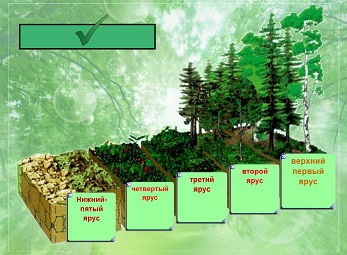 Нижний-
пятый
ярус
четвертый
ярус
третий
ярус
второй
ярус
верхний
первый
ярус